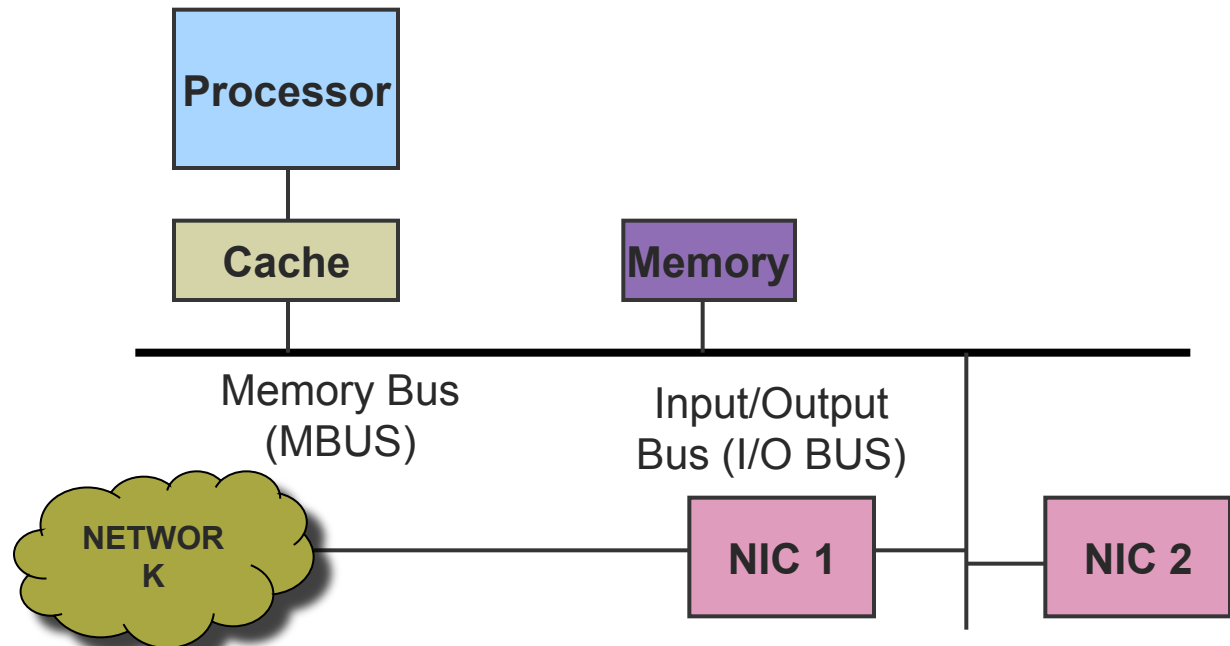 Processor
Cache
Memory
Memory Bus
(MBUS)
Input/Output
Bus (I/O BUS)
NETWOR
K
NIC 1
NIC 2